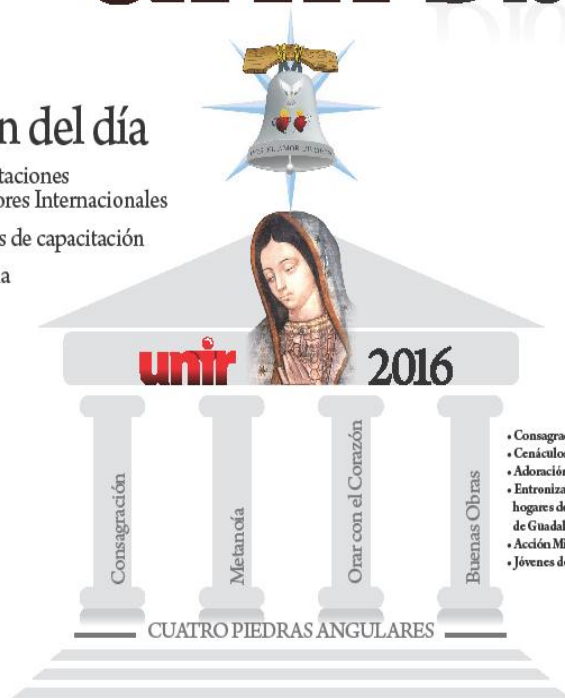 n del día
taciones
ores Internacionales
s de capacitación
a
unir 2016
Consagración
Metanoía
Orar con el Corazón
Buenas Obras
• Consagra
• Cenáculos
• Adoración
• Entroniza
hogares de
de Guadal
• Acción Mi
• Jóvenes de
CUATRO PIEDRAS ANGULARES